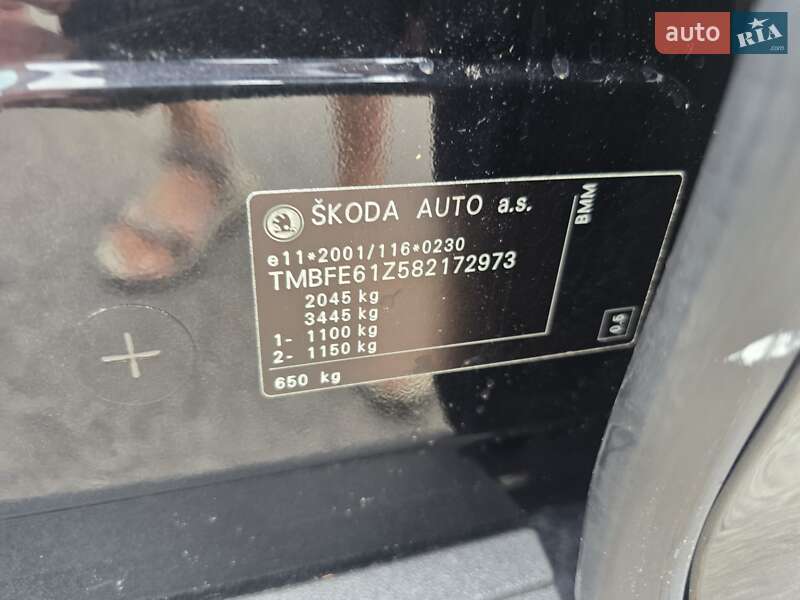 auto RIA
.com
ŠKODA AUTO a.s.
e11*2001/116*0230
TMBFE61Z582172973
2045 kg
3445 kg
1- 1100 kg
2- 1150 kg
650 kg
BMM